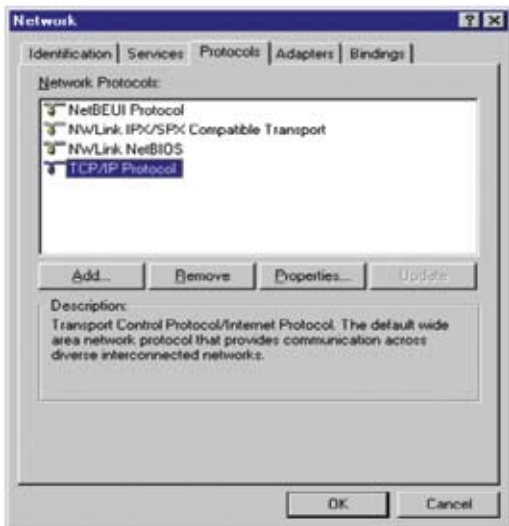 Network
Identification Services Protocols Adapters Bindings
Network Protocols:
NetBEUI Protocol
NWLink IPX/SPX Compatible Transport
NWLink NetBIOS
TCP/IP Protocol
Add... Remove Properties... Update
Description:
Transport Control Protocol/Internet Protocol. The default wide
area network protocol that provides communication across
diverse interconnected networks.
OK Cancel